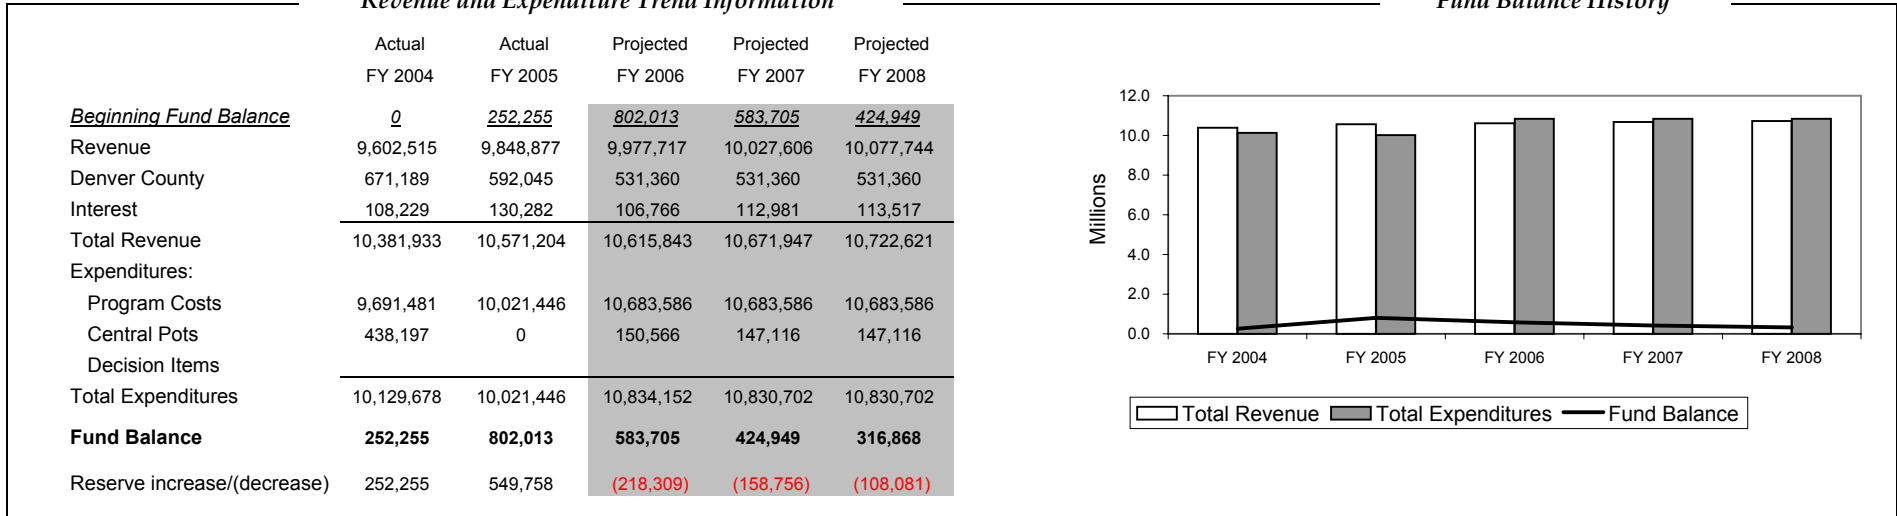 Revenue and Expenditure Trend Information
Fund Balance History
Actual Actual Projected Projected Projected
FY 2004 FY 2005 FY 2006 FY 2007 FY 2008
Beginning Fund Balance 0 252,255 802,013 583,705 424,949
Revenue 9,602,515 9,848,877 9,977,717 10,027,606 10,077,744
Denver County 671,189 592,045 531,360 531,360 531,360
Interest 108,229 130,282 106,766 112,981 113,517
Total Revenue 10,381,933 10,571,204 10,615,843 10,671,947 10,722,621
Expenditures:
Program Costs 9,691,481 10,021,446 10,683,586 10,683,586 10,683,586
Central Pots 438,197 0 150,566 147,116 147,116
Decision Items
Total Expenditures 10,129,678 10,021,446 10,834,152 10,830,702 10,830,702
Fund Balance 252,255 802,013 583,705 424,949 316,868
Reserve increase/(decrease) 252,255 549,758 (218,309) (158,756) (108,081)
Millions
12.0
10.0
8.0
6.0
4.0
2.0
0.0
FY 2004 FY 2005 FY 2006 FY 2007 FY 2008
Total Revenue Total Expenditures Fund Balance